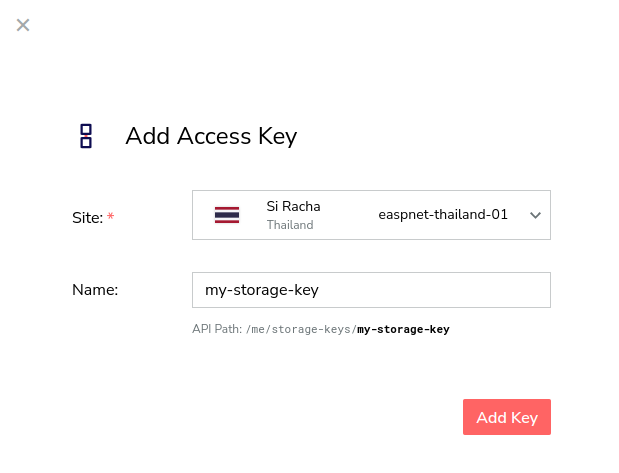 Add Access Key
Site: *
Si Racha
Thailand
easpnet-thailand-01
Name:
my-storage-key
API Path: /me/storage-keys/my-storage-key
Add Key